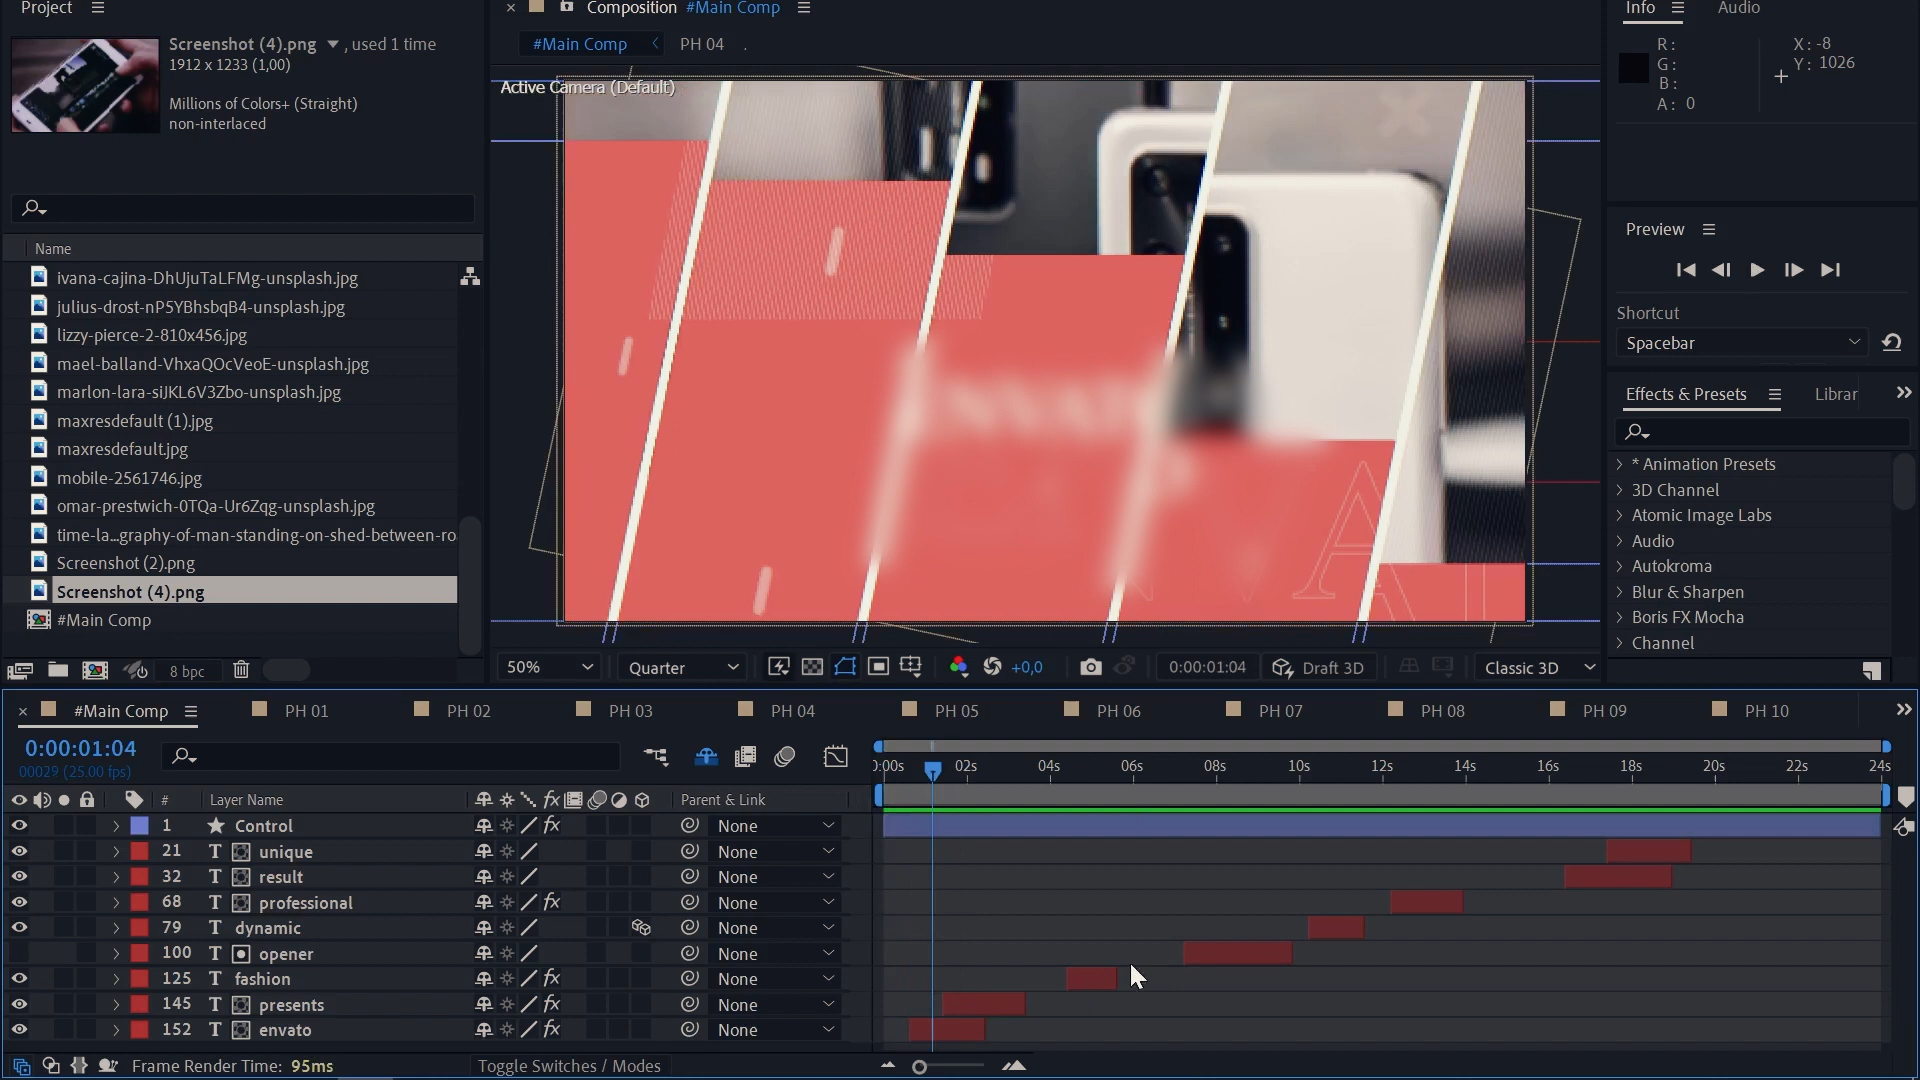 Project
Screenshot (4).png , used 1 time
1912 x 1233 (1,00)
Millions of Colors+ (Straight)
non-interlaced
Name
ivana-cajina-DhUjuTaLFMg-unsplash.jpg
julius-drost-nP5YBhsbqB4-unsplash.jpg
lizzy-pierce-2-810x456.jpg
mael-balland-VhxaQOcVeoE-unsplash.jpg
marlon-lara-siJKL6V3Zbo-unsplash.jpg
maxresdefault (1).jpg
maxresdefault.jpg
mobile-2561746.jpg
omar-prestwich-0TQa-Ur6Zqg-unsplash.jpg
time-la...graphy-of-man-standing-on-shed-between-ro
Screenshot (2).png
Screenshot (4).png
#Main Comp
8 bpc
Composition #Main Comp
#Main Comp PH 04 .
Active Camera (Default)
50% Quarter +0,0 0:00:01:04 Draft 3D Classic 3D
Info Audio
R: X: -8
G: Y: 1026
B:
A: 0
Preview
Shortcut
Spacebar
Effects & Presets Librar
* Animation Presets
3D Channel
Atomic Image Labs
Audio
Autokroma
Blur & Sharpen
Boris FX Mocha
Channel
#Main Comp PH 01 PH 02 PH 03 PH 04 PH 05 PH 06 PH 07 PH 08 PH 09 PH 10
0:00:01:04
00029 (25.00 fps)
0:00s 02s 04s 06s 08s 10s 12s 14s 16s 18s 20s 22s 24s
# Layer Name fx Parent & Link
1 Control fx None
21 T unique None
32 T result None
68 T professional fx None
79 T dynamic None
100 T opener None
125 T fashion fx None
145 T presents fx None
152 T envato fx None
Frame Render Time: 95ms Toggle Switches / Modes